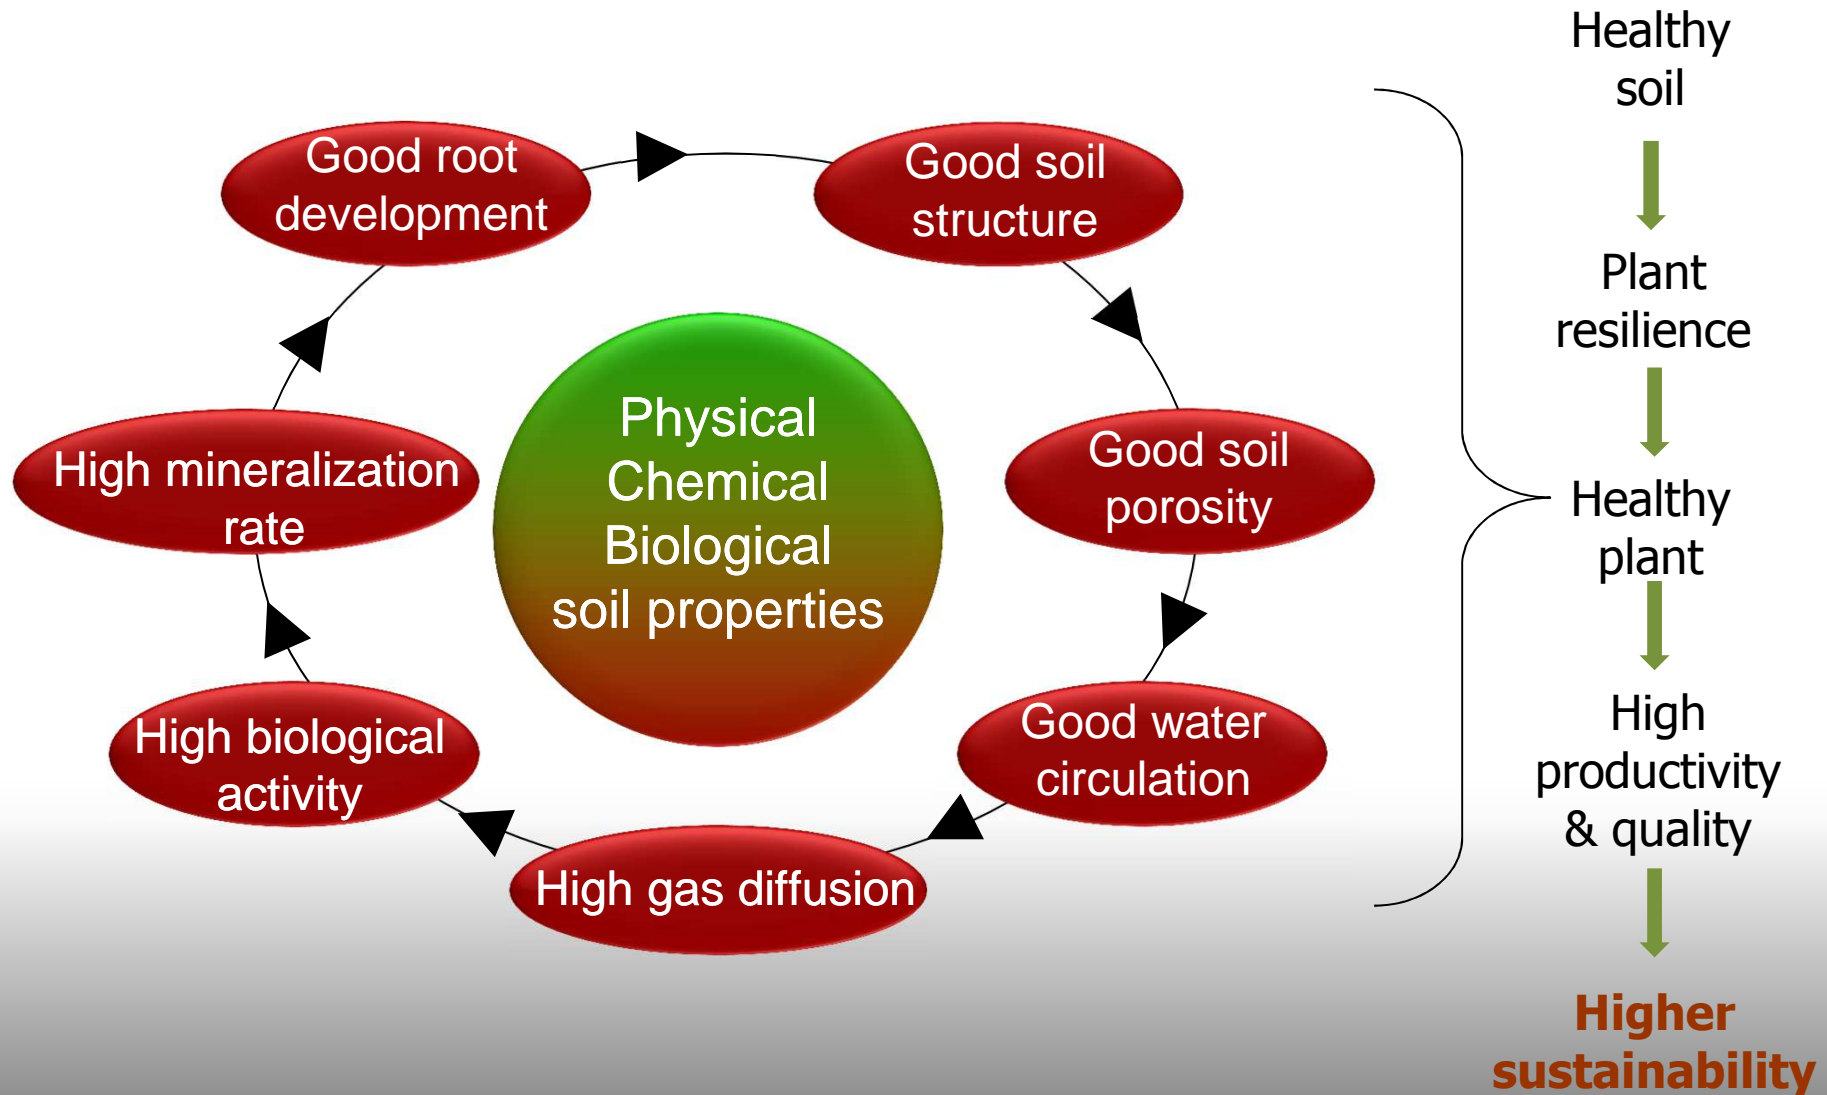 Good root
development
Good soil
structure
Good soil
porosity
Good water
circulation
High gas diffusion
High biological
activity
High mineralization
rate
Physical
Chemical
Biological
soil properties
Healthy
soil
Plant
resilience
Healthy
plant
High
productivity
& quality
Higher
sustainability